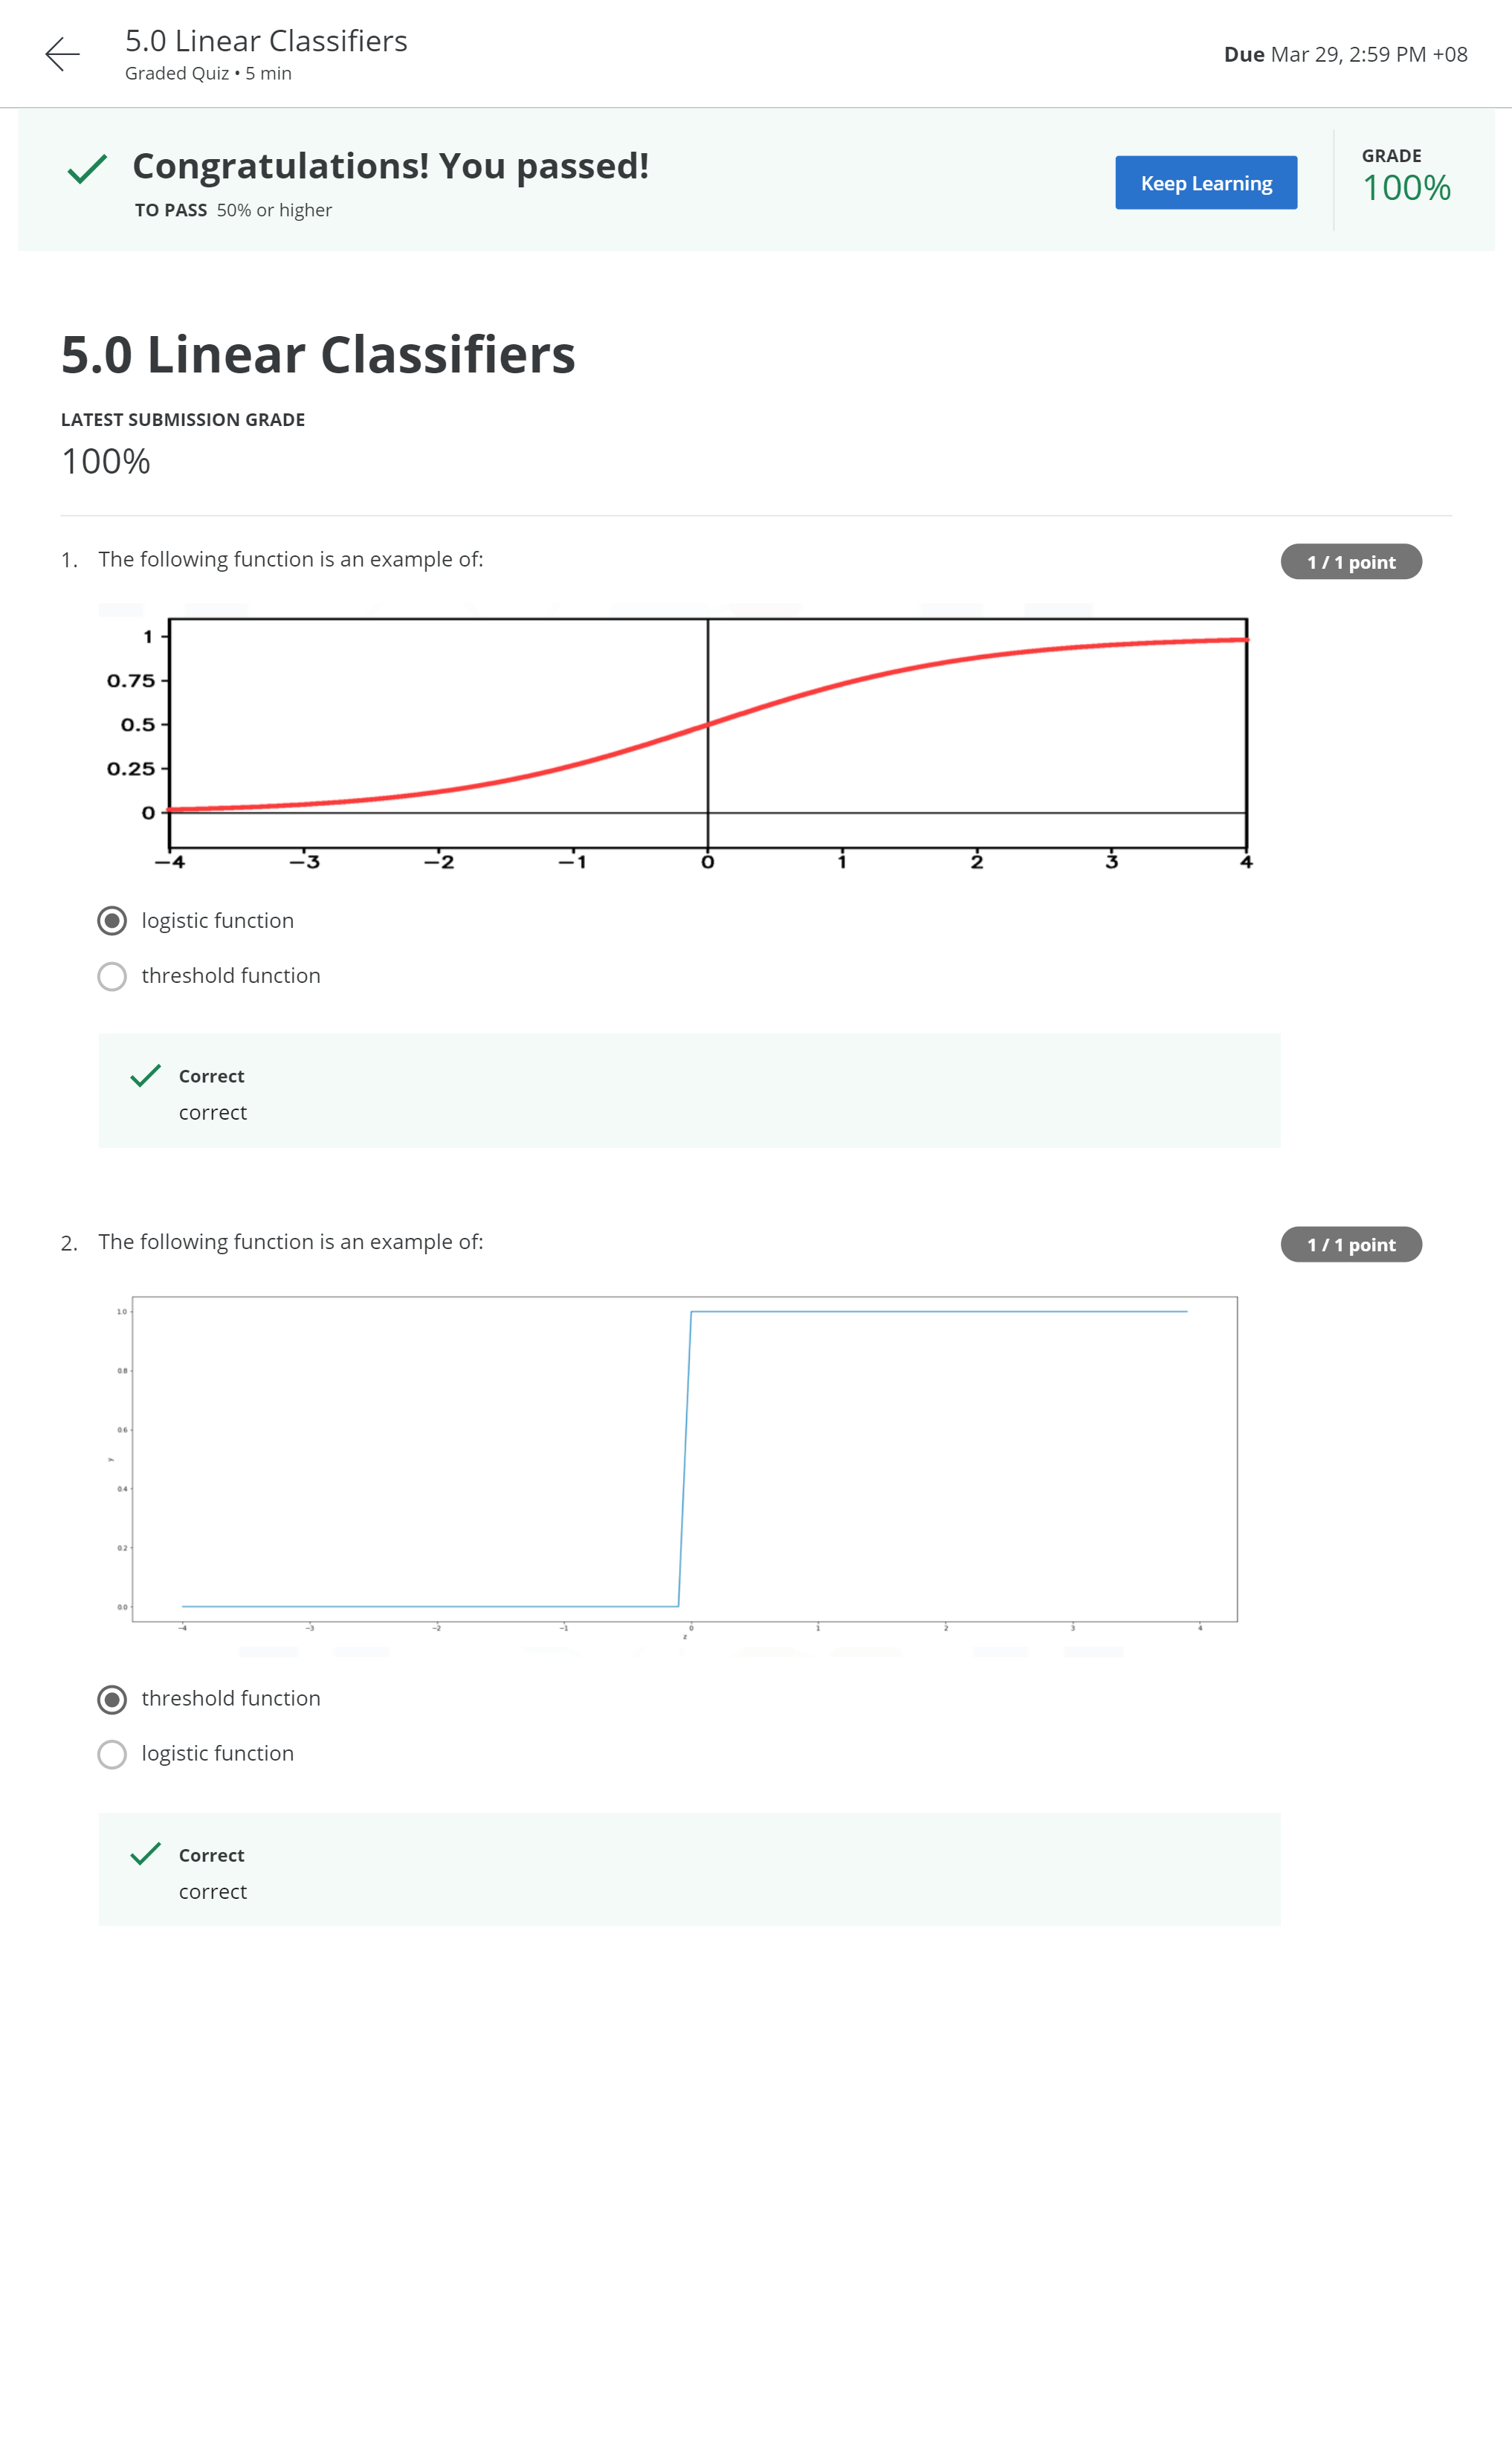 5.0 Linear Classifiers
Graded Quiz • 5 min
Due Mar 29, 2:59 PM +08
Congratulations! You passed!
TO PASS 50% or higher
Keep Learning
GRADE
100%
5.0 Linear Classifiers
LATEST SUBMISSION GRADE
100%
1. The following function is an example of:
1 / 1 point
1
0.75
0.5
0.25
0
−4 −3 −2 −1 0 1 2 3 4
logistic function
threshold function
Correct
correct
2. The following function is an example of:
1 / 1 point
1.0
0.8
0.6
y
0.4
0.2
0.0
−4 −3 −2 −1 0 1 2 3 4
z
threshold function
logistic function
Correct
correct